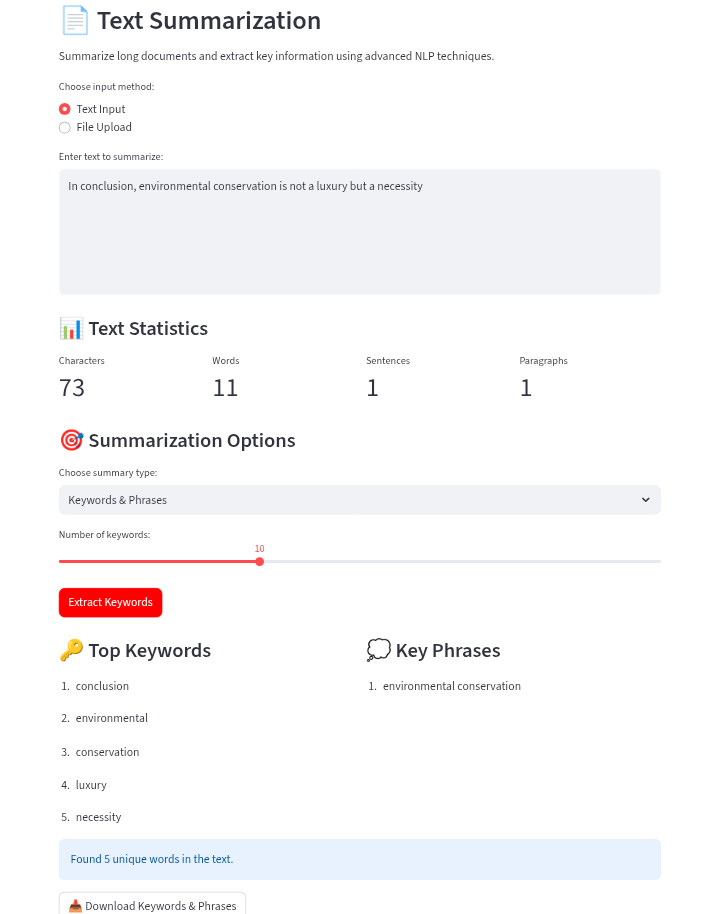 📄 Text Summarization
Summarize long documents and extract key information using advanced NLP techniques.
Choose input method:
Text Input
File Upload
Enter text to summarize:
In conclusion, environmental conservation is not a luxury but a necessity
📊 Text Statistics
Characters Words Sentences Paragraphs
73 11 1 1
🎯 Summarization Options
Choose summary type:
Keywords & Phrases
Number of keywords:
10
Extract Keywords
🔑 Top Keywords
1. conclusion
2. environmental
3. conservation
4. luxury
5. necessity
💭 Key Phrases
1. environmental conservation
Found 5 unique words in the text.
📥 Download Keywords & Phrases